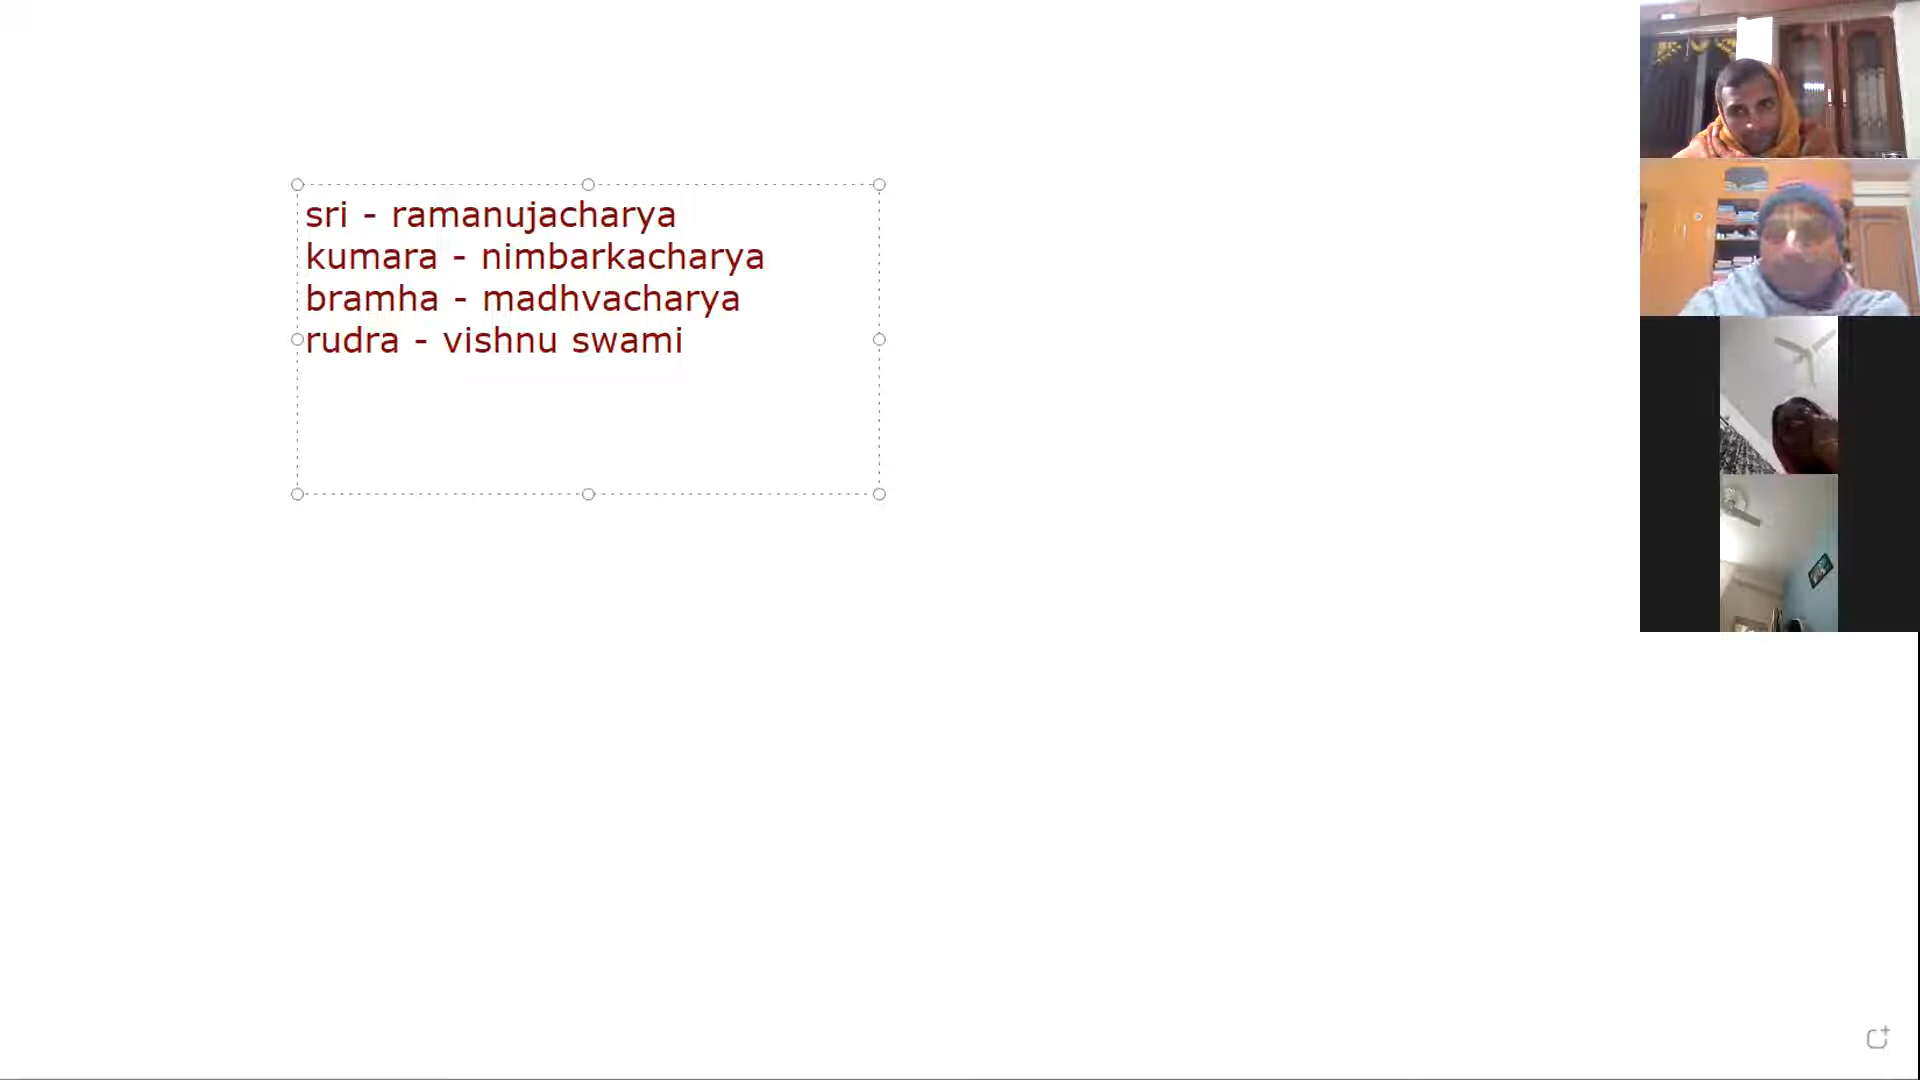 sri - ramanujacharya
kumara - nimbarkacharya
bramha - madhvacharya
rudra - vishnu swami